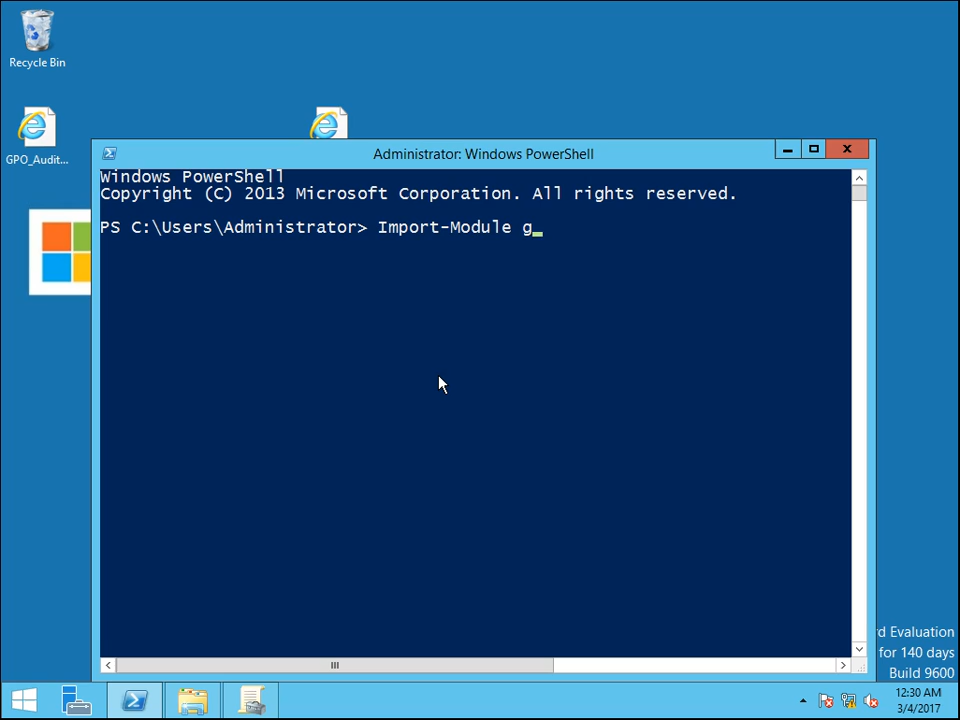 Recycle Bin
GPO_Audit...
Administrator: Windows PowerShell
Windows PowerShell
Copyright (C) 2013 Microsoft Corporation. All rights reserved.
PS C:\Users\Administrator> Import-Module g_
rd Evaluation
for 140 days
Build 9600
12:30 AM
3/4/2017